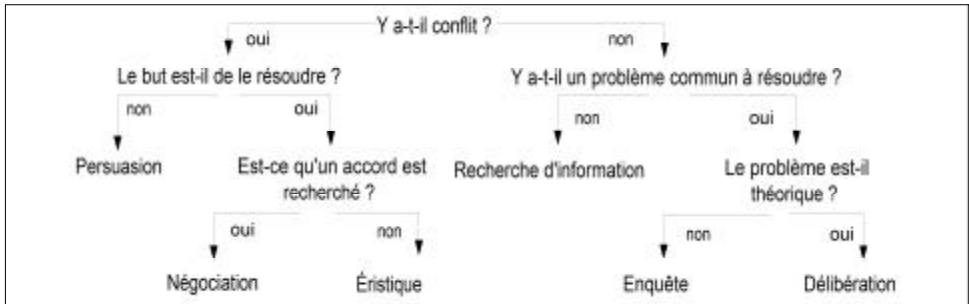 Y a-t-il conflit ?
oui
non
Le but est-il de le résoudre ?
Y a-t-il un problème commun à résoudre ?
non
oui
non
oui
Persuasion
Est-ce qu'un accord est
recherché ?
Recherche d'information
Le problème est-il
théorique ?
oui
non
non
oui
Négociation
Éristique
Enquête
Délibération